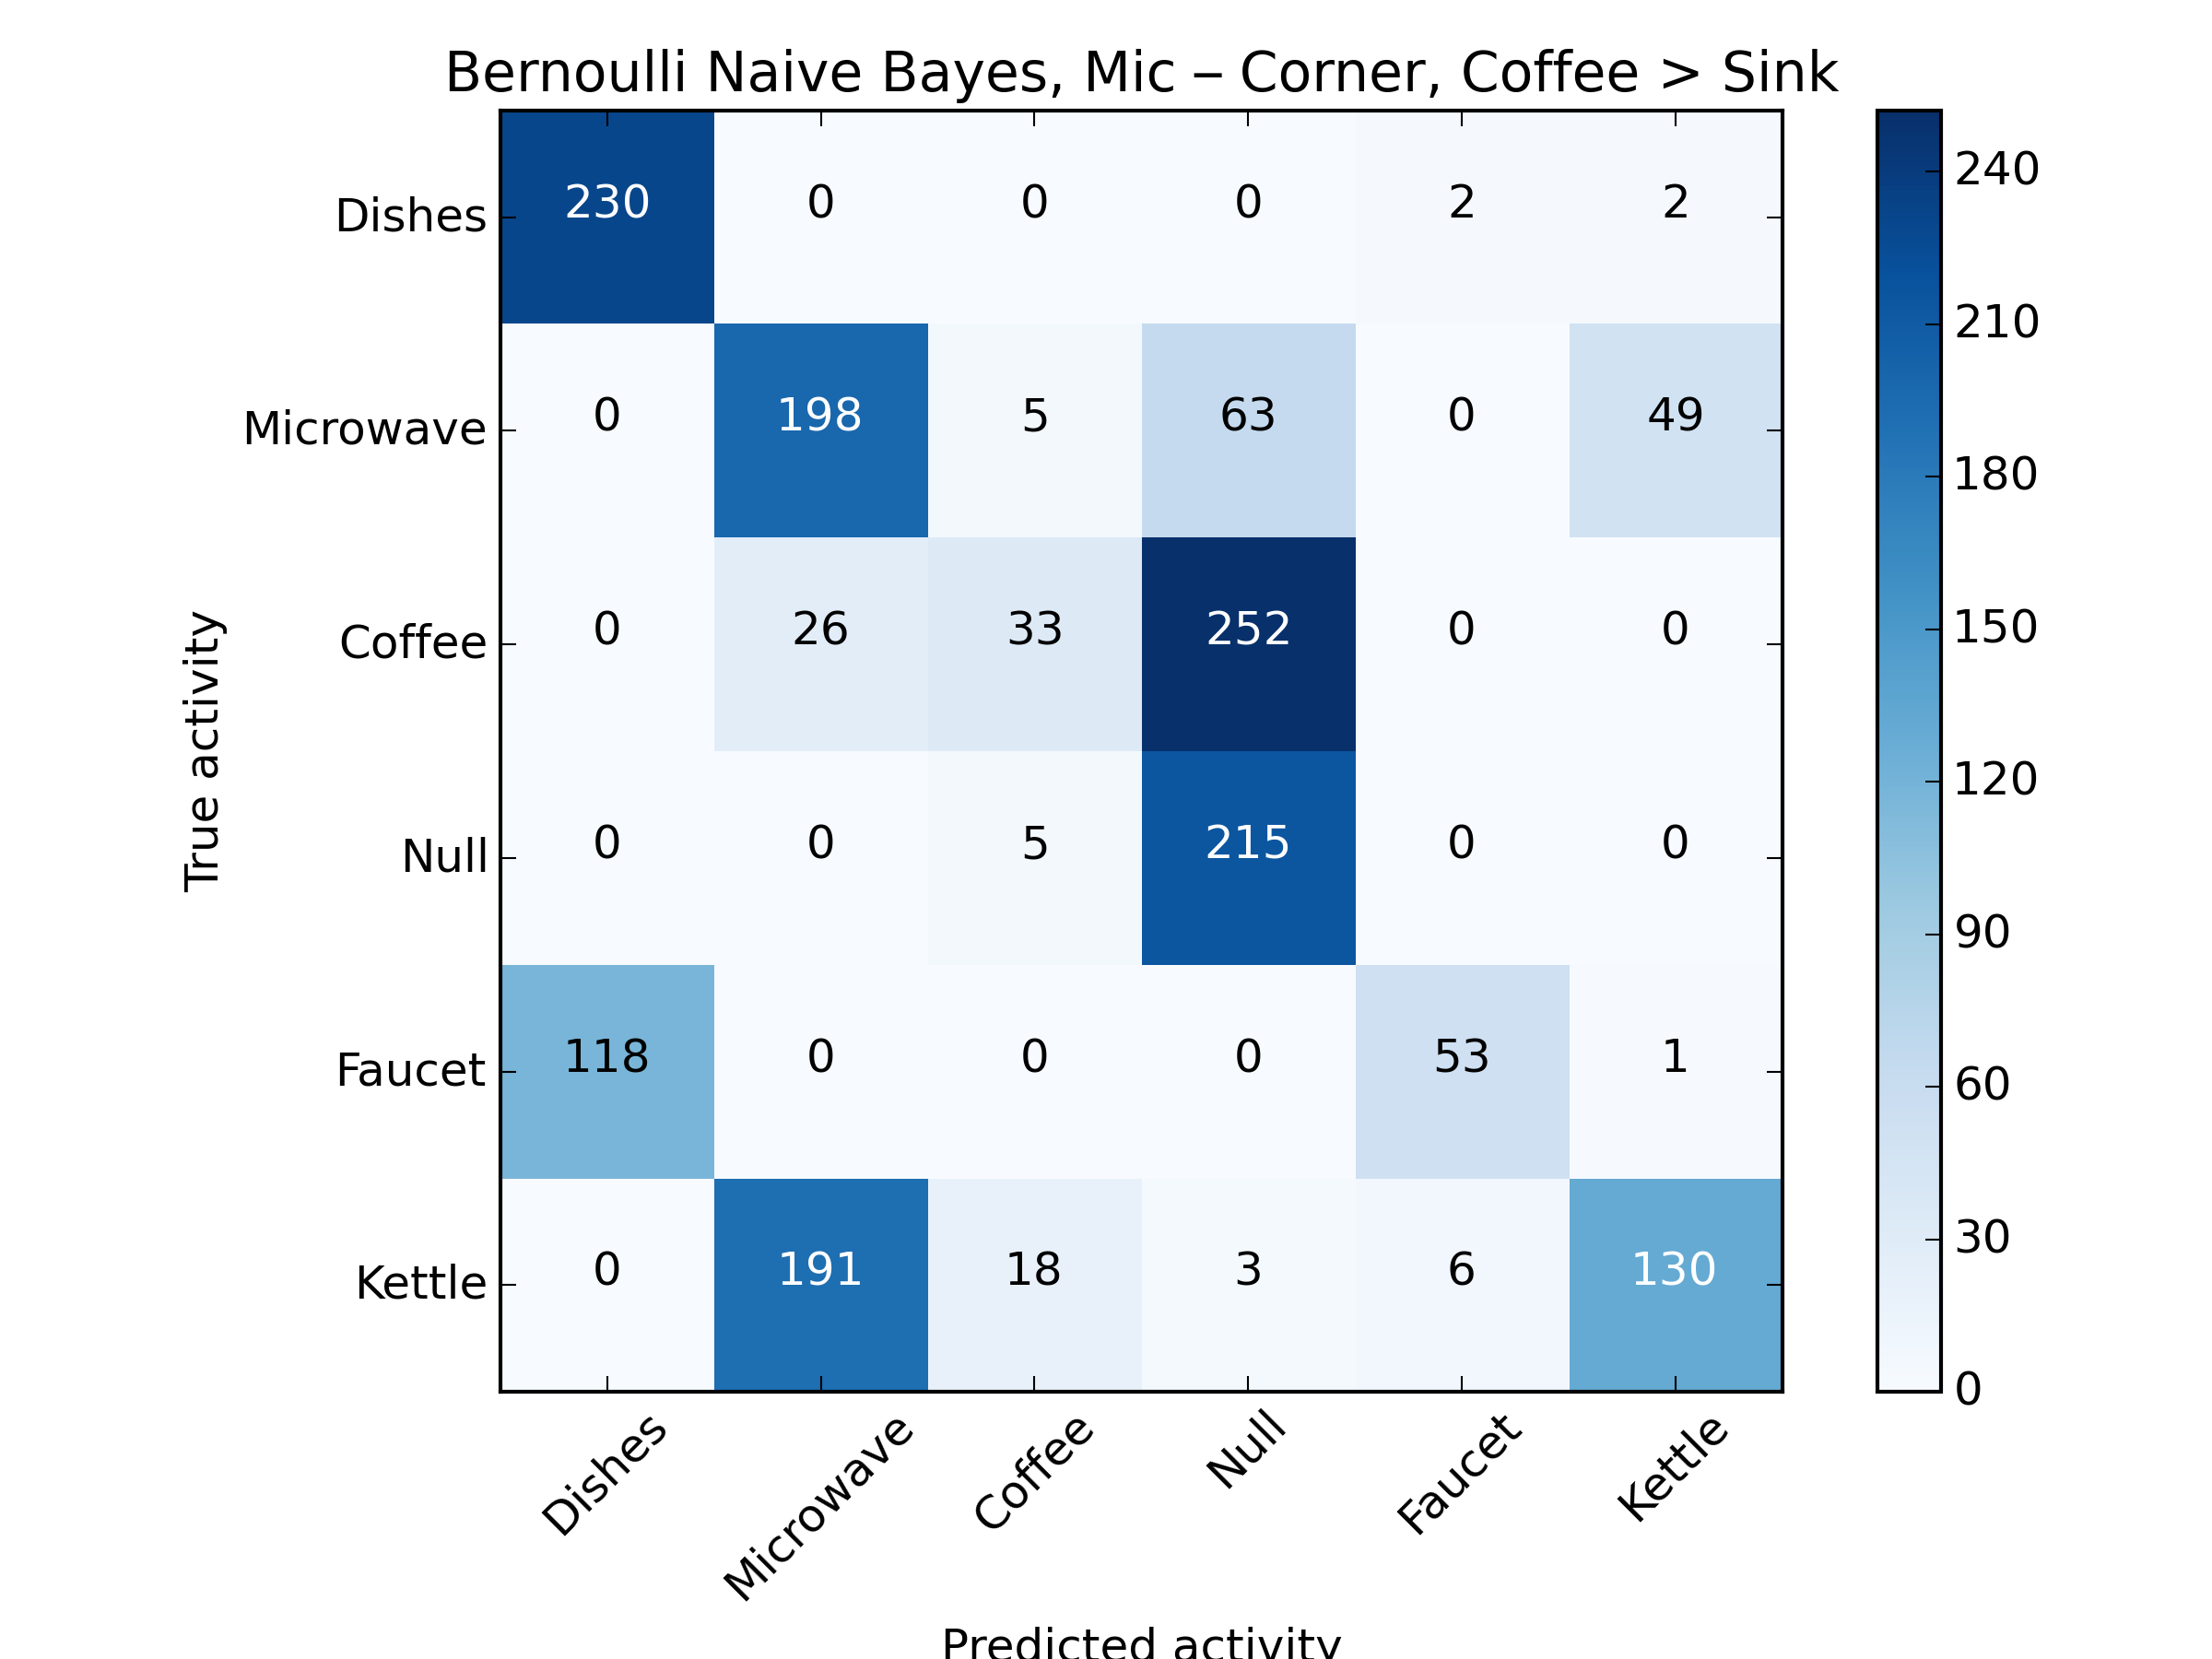 Bernoulli Naive Bayes, Mic – Corner, Coffee > Sink
Dishes 230 0 0 0 2 2
Microwave 0 198 5 63 0 49
Coffee 0 26 33 252 0 0
Null 0 0 5 215 0 0
Faucet 118 0 0 0 53 1
Kettle 0 191 18 3 6 130
True activity
Dishes Microwave Coffee Null Faucet Kettle
Predicted activity
240
210
180
150
120
90
60
30
0